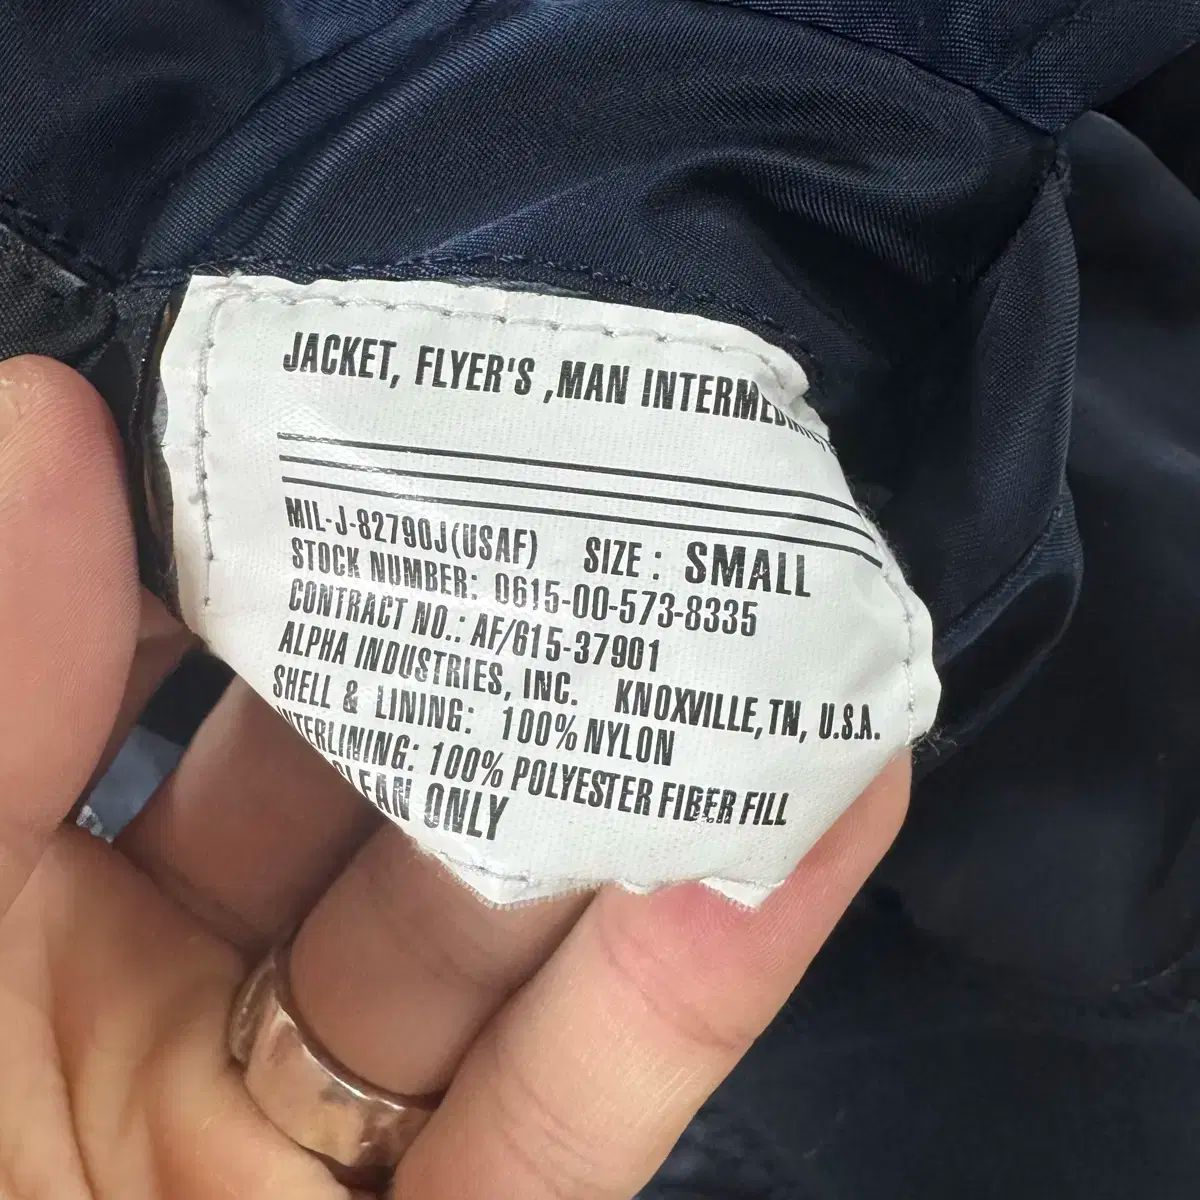 JACKET, FLYER'S ,MAN INTERMEDIATE
MIL-J-82790J(USAF) SIZE : SMALL
STOCK NUMBER: 0615-00-573-8335
CONTRACT NO.: AF/615-37901
ALPHA INDUSTRIES, INC. KNOXVILLE, TN, U.S.A.
SHELL & LINING: 100% NYLON
INTERLINING: 100% POLYESTER FIBER FILL
CLEAN ONLY